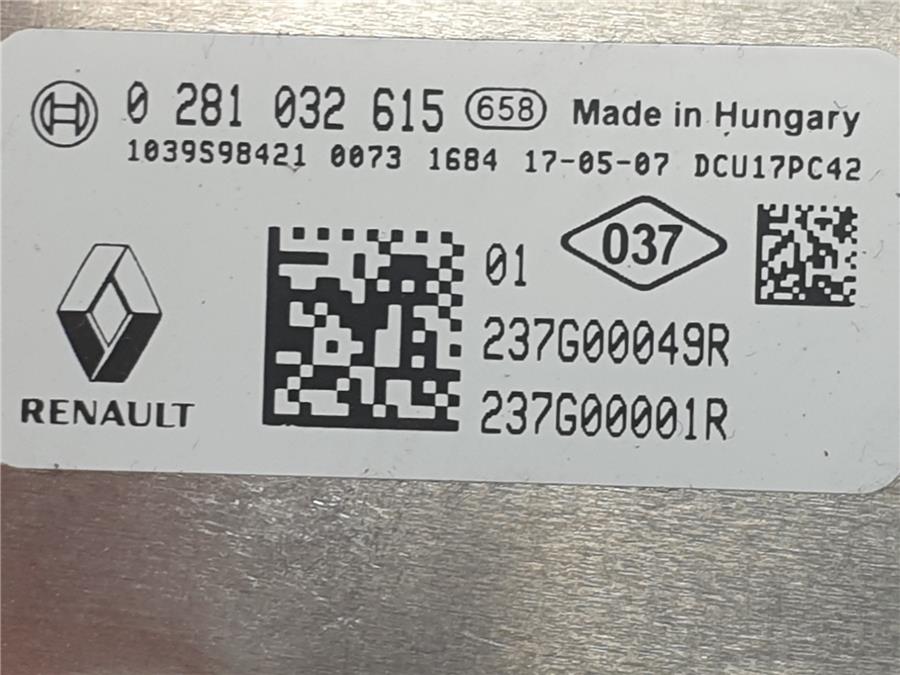 0 281 032 615 658 Made in Hungary
1039S98421 0073 1684 17-05-07 DCU17PC42
01 037
237G00049R
237G00001R
RENAULT